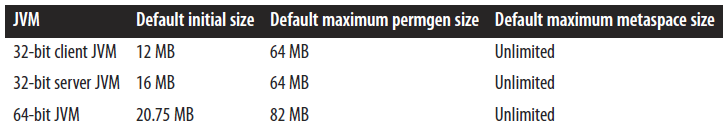 JVM Default initial size Default maximum permgen size Default maximum metaspace size
32-bit client JVM 12 MB 64 MB Unlimited
32-bit server JVM 16 MB 64 MB Unlimited
64-bit JVM 20.75 MB 82 MB Unlimited